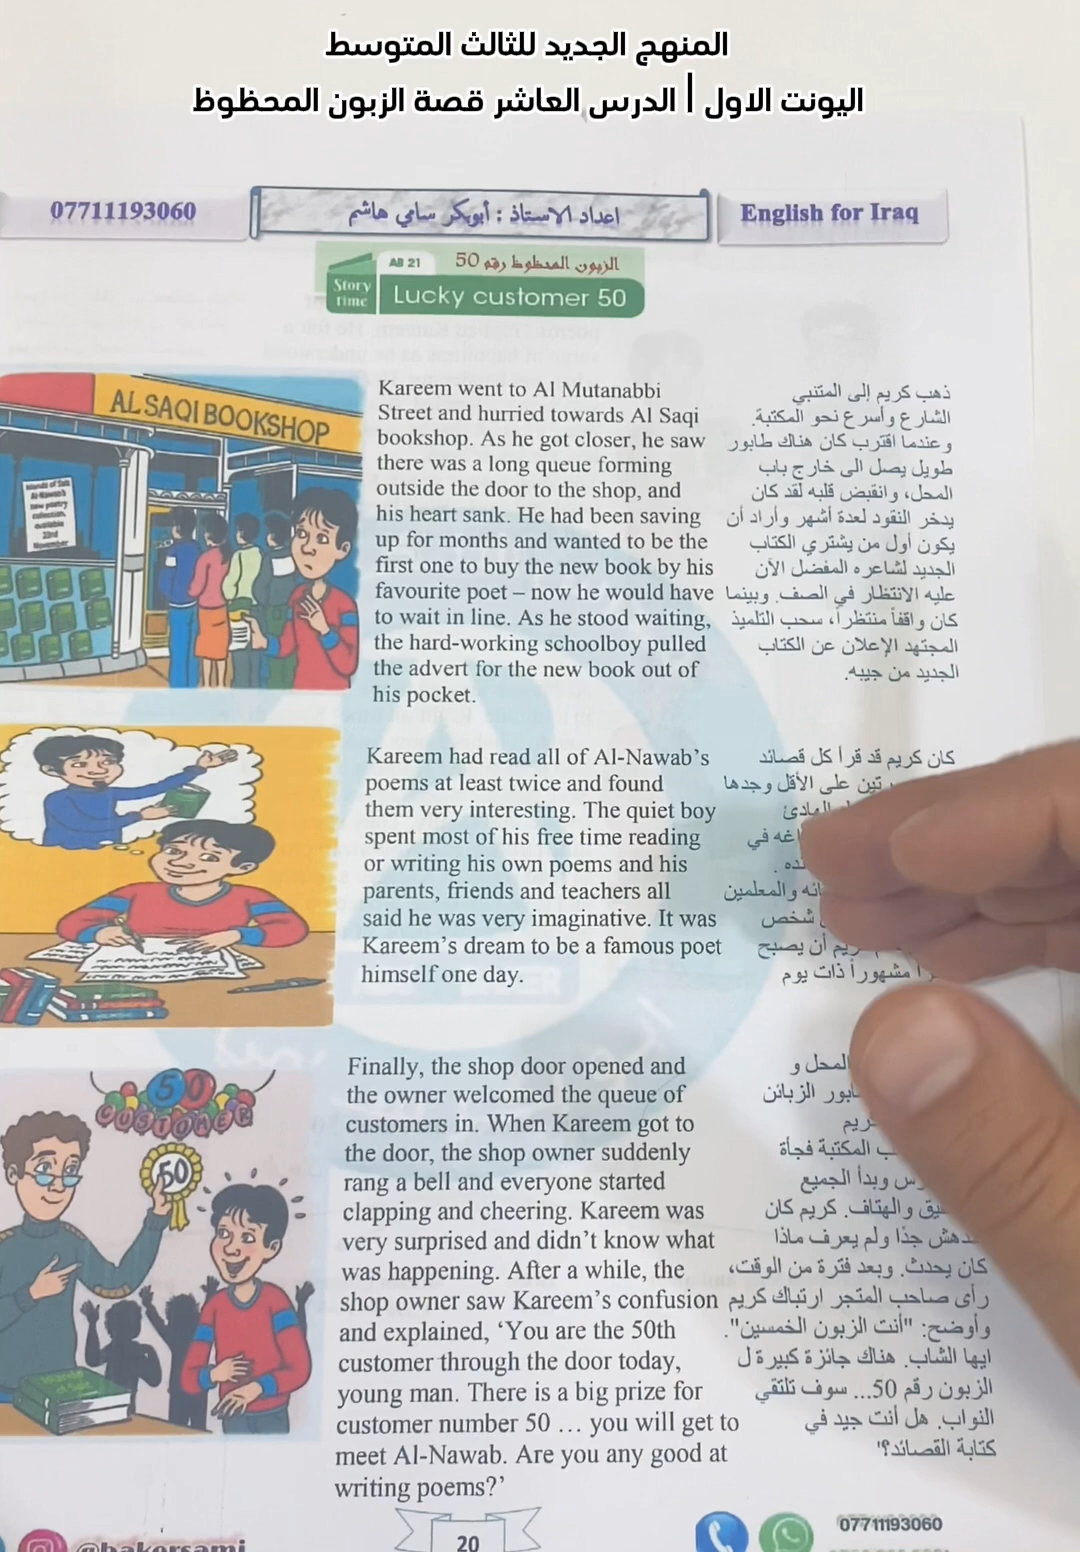 المنهج الجديد للثالث المتوسط
اليونت الاول | الدرس العاشر قصة الزبون المحظوظ
07711193060
اعداد الاستاذ : أبوبكر سامي هاشم
English for Iraq
AB 21
الزبون المحظوظ رقم 50
Story time
Lucky customer 50
AL SAQI BOOKSHOP
Kareem went to Al Mutanabbi
Street and hurried towards Al Saqi
bookshop. As he got closer, he saw
there was a long queue forming
outside the door to the shop, and
his heart sank. He had been saving
up for months and wanted to be the
first one to buy the new book by his
favourite poet – now he would have
to wait in line. As he stood waiting,
the hard-working schoolboy pulled
the advert for the new book out of
his pocket.
ذهب كريم إلى المتنبي
الشارع وأسرع نحو المكتبة.
وعندما اقترب كان هناك طابور
طويل يصل الى خارج باب
المحل، وانقبض قلبه لقد كان
يدخر النقود لعدة أشهر وأراد أن
يكون أول من يشتري الكتاب
الجديد لشاعره المفضل الآن
عليه الانتظار في الصف. وبينما
كان واقفاً منتظراً، سحب التلميذ
المجتهد الإعلان عن الكتاب
الجديد من جيبه.
Kareem had read all of Al-Nawab's
poems at least twice and found
them very interesting. The quiet boy
spent most of his free time reading
or writing his own poems and his
parents, friends and teachers all
said he was very imaginative. It was
Kareem's dream to be a famous poet
himself one day.
كان كريم قد قرأ كل قصائد
تين على الأقل وجدها
الهادئ
في
والمعلمين
شخص
أن يصبح
مشهوراً ذات يوم
50
CUSTOMER
50
Finally, the shop door opened and
the owner welcomed the queue of
customers in. When Kareem got to
the door, the shop owner suddenly
rang a bell and everyone started
clapping and cheering. Kareem was
very surprised and didn't know what
was happening. After a while, the
shop owner saw Kareem's confusion
and explained, 'You are the 50th
customer through the door today,
young man. There is a big prize for
customer number 50 … you will get to
meet Al-Nawab. Are you any good at
writing poems?'
المحل و
الزبائن
المكتبة فجأة
وبدأ الجميع
والهتاف. كريم كان
جدًا ولم يعرف ماذا
كان يحدث. وبعد فترة من الوقت،
رأى صاحب المتجر ارتباك كريم
وأوضح: "أنت الزبون الخمسين".
ايها الشاب. هناك جائزة كبيرة ل
الزبون رقم 50... سوف تلتقي
النواب. هل أنت جيد في
كتابة القصائد؟'
20
07711193060
@bakersami